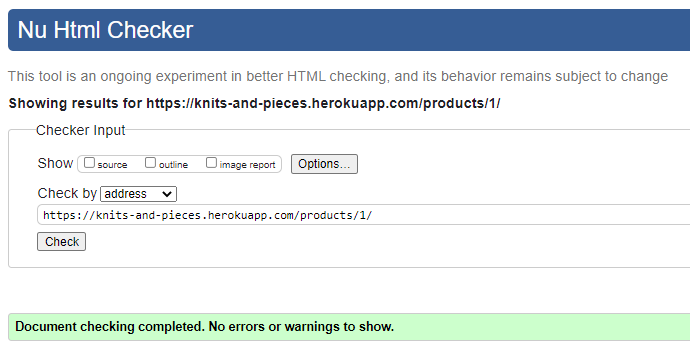 Nu Html Checker
This tool is an ongoing experiment in better HTML checking, and its behavior remains subject to change
Showing results for https://knits-and-pieces.herokuapp.com/products/1/
Checker Input
Show source outline image report Options...
Check by address
https://knits-and-pieces.herokuapp.com/products/1/
Check
Document checking completed. No errors or warnings to show.